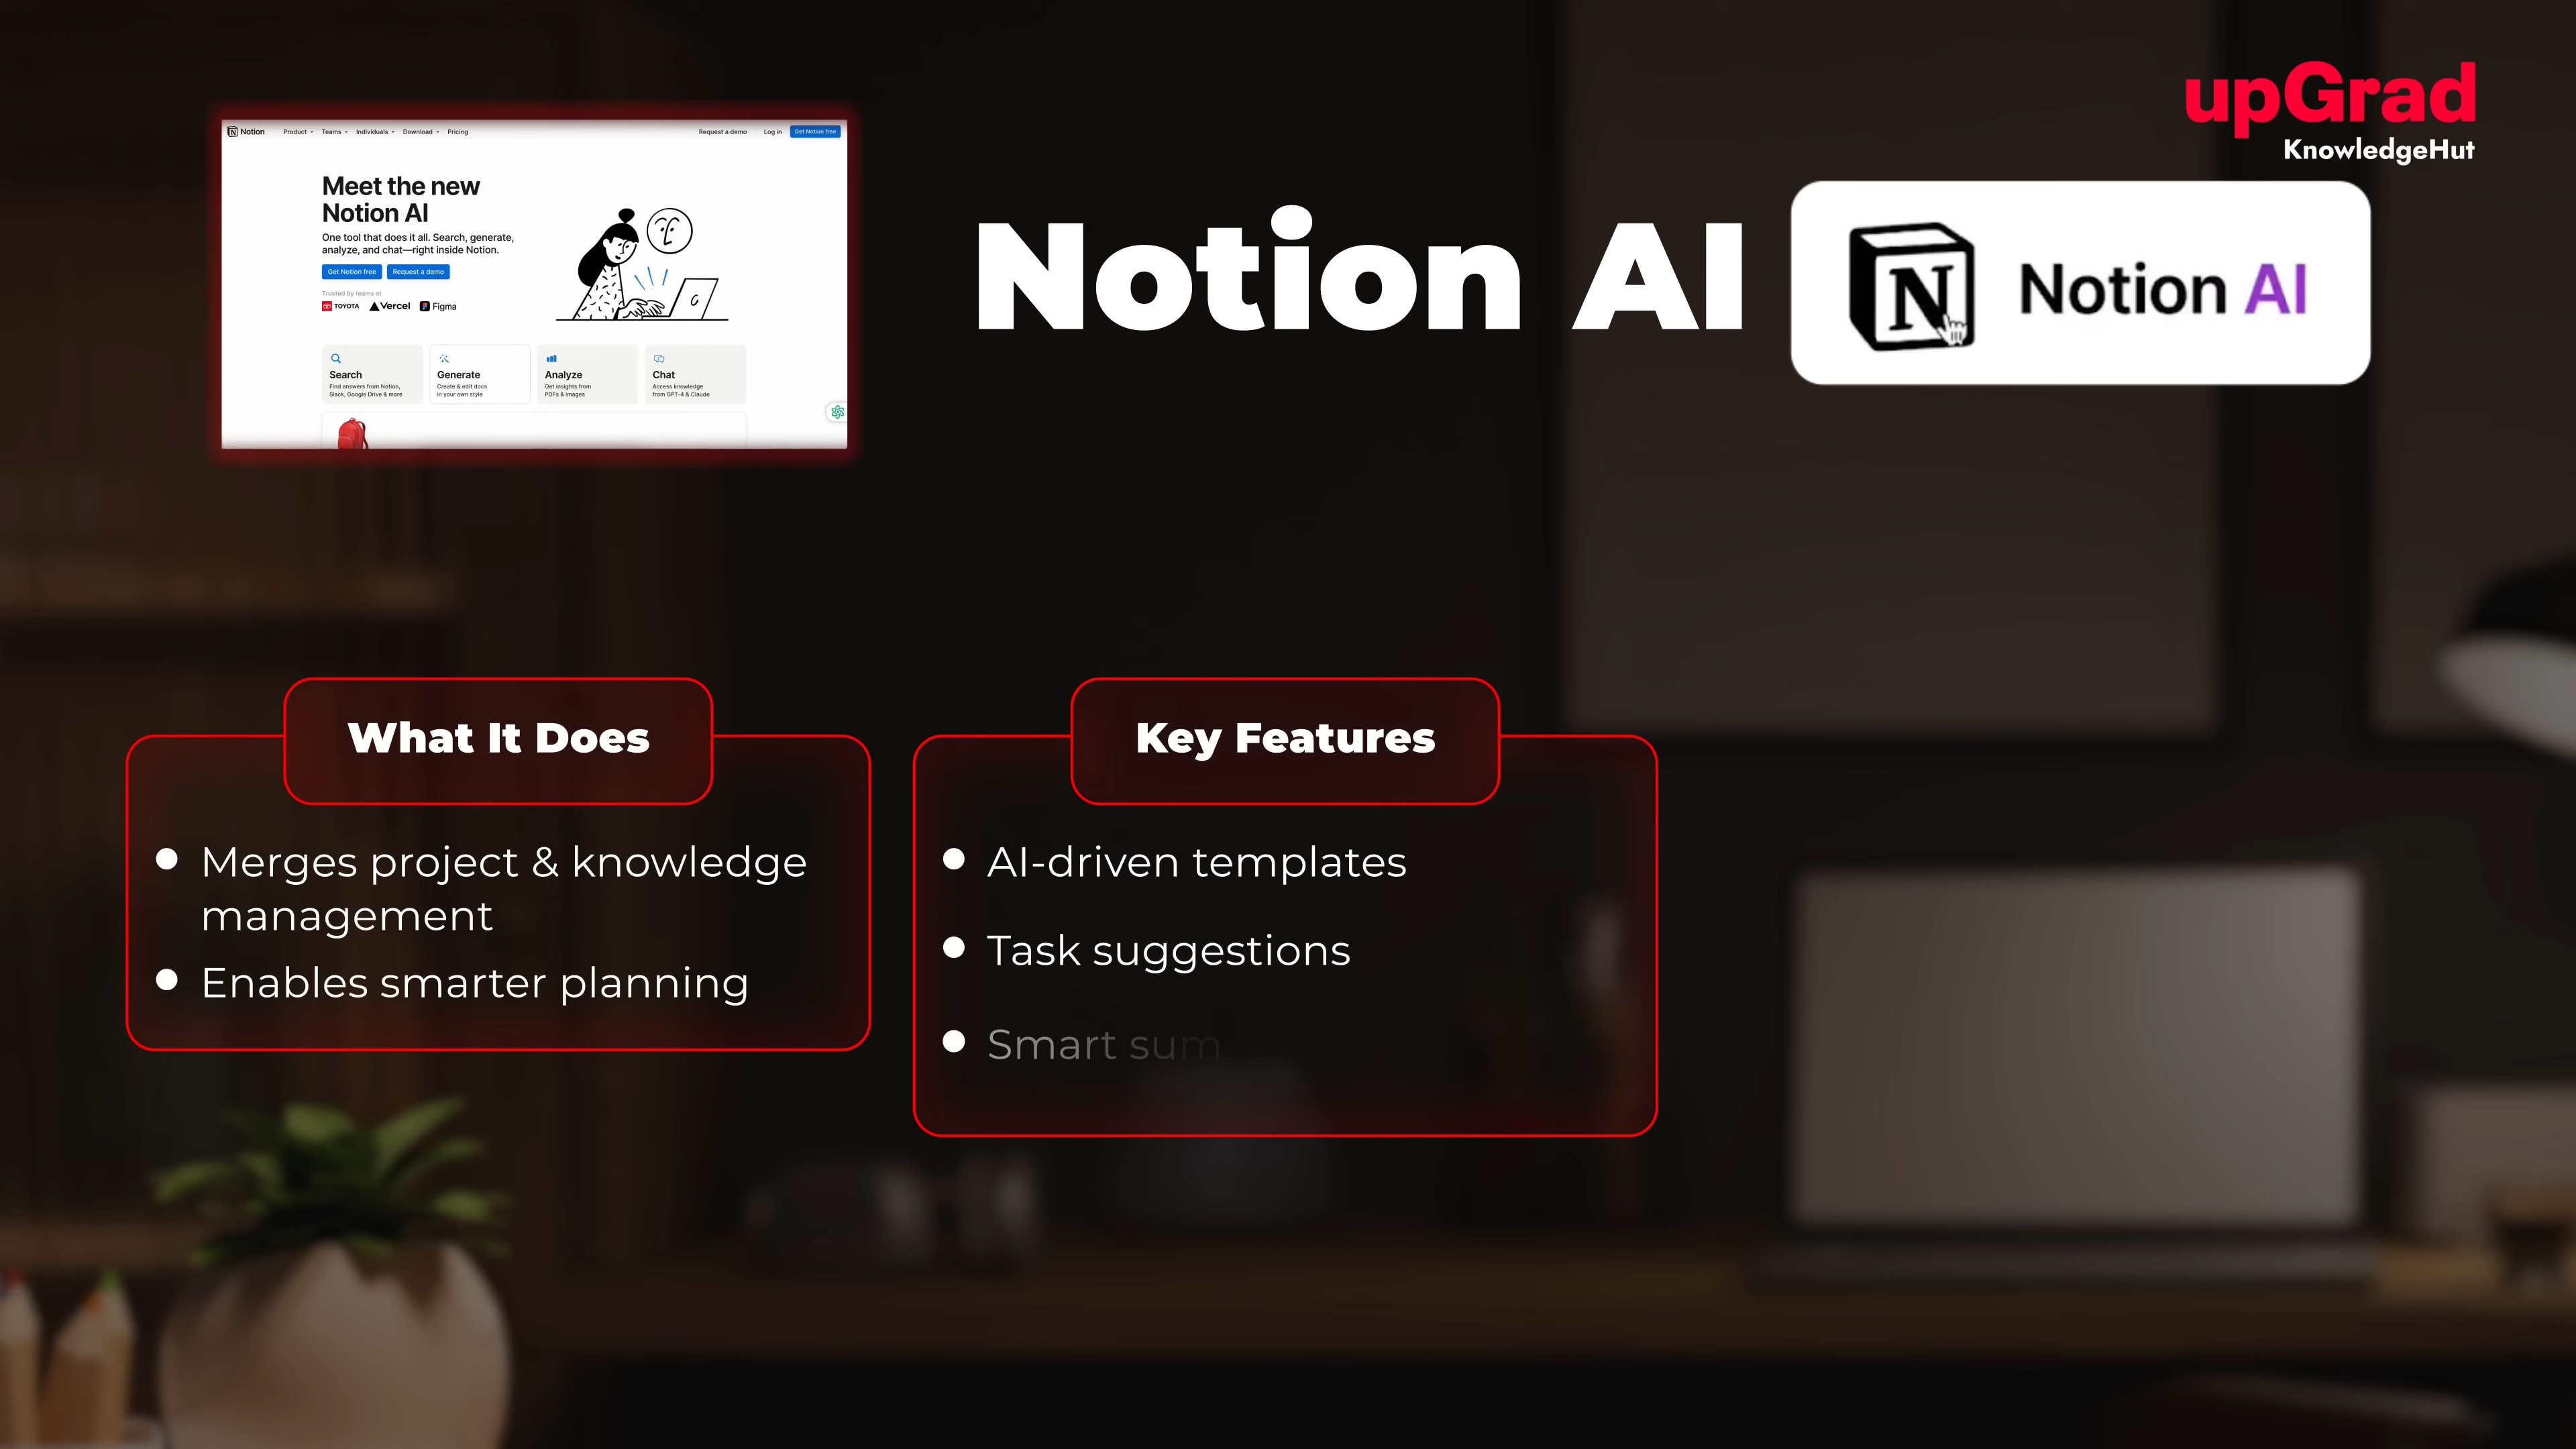 upGrad
KnowledgeHut
Notion
Product
Teams
Individuals
Download
Pricing
Request a demo
Log in
Get Notion free
Meet the new
Notion AI
One tool that does it all. Search, generate,
analyze, and chat—right inside Notion.
Get Notion free
Request a demo
Trusted by teams at
TOYOTA
Vercel
Figma
Search
Find answers from Notion,
Slack, Google Drive & more
Generate
Create & edit docs
in your own style
Analyze
Get insights from
PDFs & images
Chat
Access knowledge
from GPT-4 & Claude
Notion AI
N
Notion AI
What It Does
Merges project & knowledge
management
Enables smarter planning
Key Features
AI-driven templates
Task suggestions
Smart sum